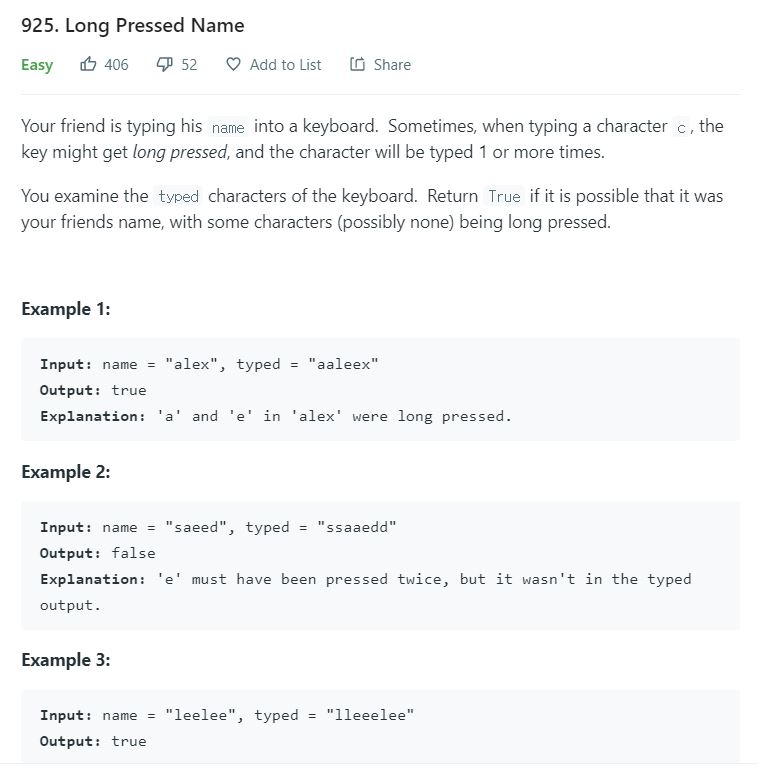 925. Long Pressed Name
Easy 406 52 Add to List Share
Your friend is typing his name into a keyboard. Sometimes, when typing a character c, the
key might get long pressed, and the character will be typed 1 or more times.
You examine the typed characters of the keyboard. Return True if it is possible that it was
your friends name, with some characters (possibly none) being long pressed.
Example 1:
Input: name = "alex", typed = "aaleex"
Output: true
Explanation: 'a' and 'e' in 'alex' were long pressed.
Example 2:
Input: name = "saeed", typed = "ssaaedd"
Output: false
Explanation: 'e' must have been pressed twice, but it wasn't in the typed
output.
Example 3:
Input: name = "leelee", typed = "lleeelee"
Output: true